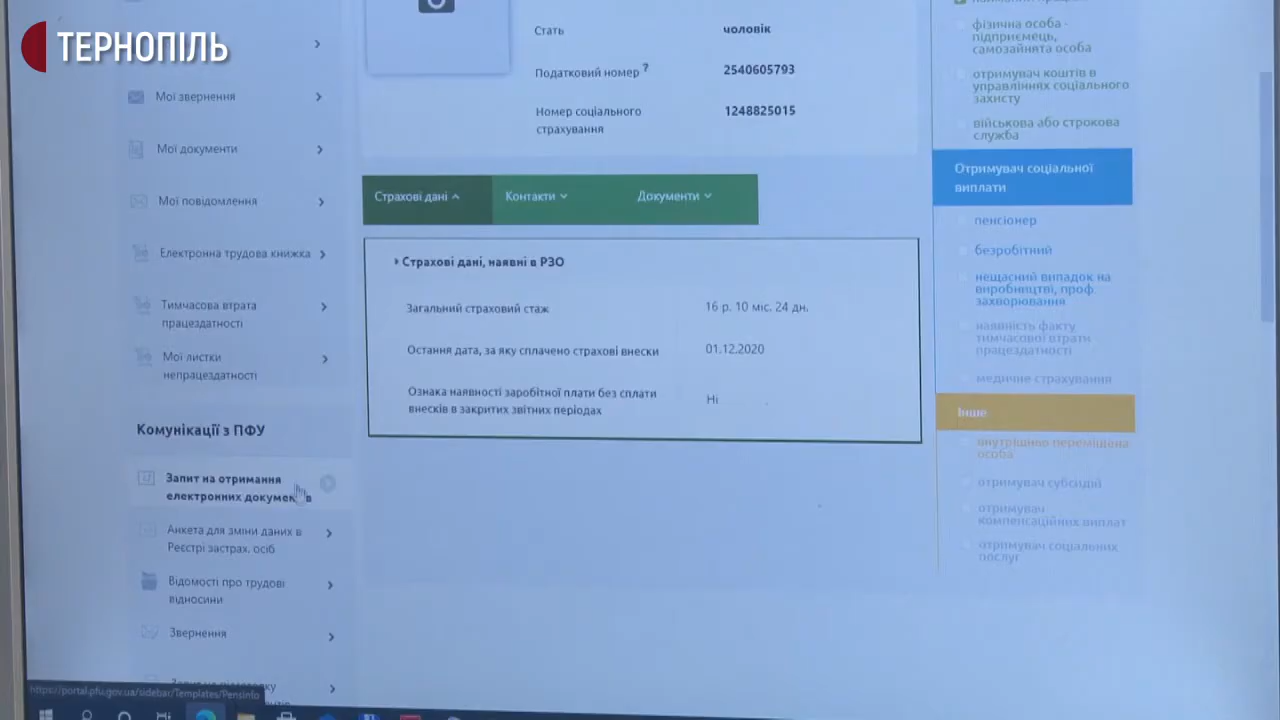 ТЕРНОПІЛЬ
Мої звернення
Мої документи
Мої повідомлення
Електронна трудова книжка
Тимчасова втрата
працездатності
Мої листки
непрацездатності
Комунікації з ПФУ
Запит на отримання
електронних докуме
Анкета для зміни даних в
Реєстрі застрах. осіб
Відомості про трудові
відносини
Звернення
https://portal.pfu.gov.ua/sidebar/Templates/PensInfo
Стать чоловік
Податковий номер ? 2540605793
Номер соціального
страхування 1248825015
Страхові дані Контакти Документи
Страхові дані, наявні в РЗО
Загальний страховий стаж 16 р. 10 міс. 24 дн.
Остання дата, за яку сплачено страхові внески 01.12.2020
Ознака наявності заробітної плати без сплати
внесків в закритих звітних періодах Ні
фізична особа -
підприємець,
самозайнята особа
отримувач коштів в
управліннях соціального
захисту
військова або строкова
служба
Отримувач соціальної
виплати
пенсіонер
безробітний
нещасний випадок на
виробництві, проф.
захворювання
наявність факту
тимчасової втрати
працездатності
медичне страхування
Інше
внутрішньо переміщена
особа
отримувач субсидій
отримувач
компенсаційних виплат
отримувач соціальних
послуг